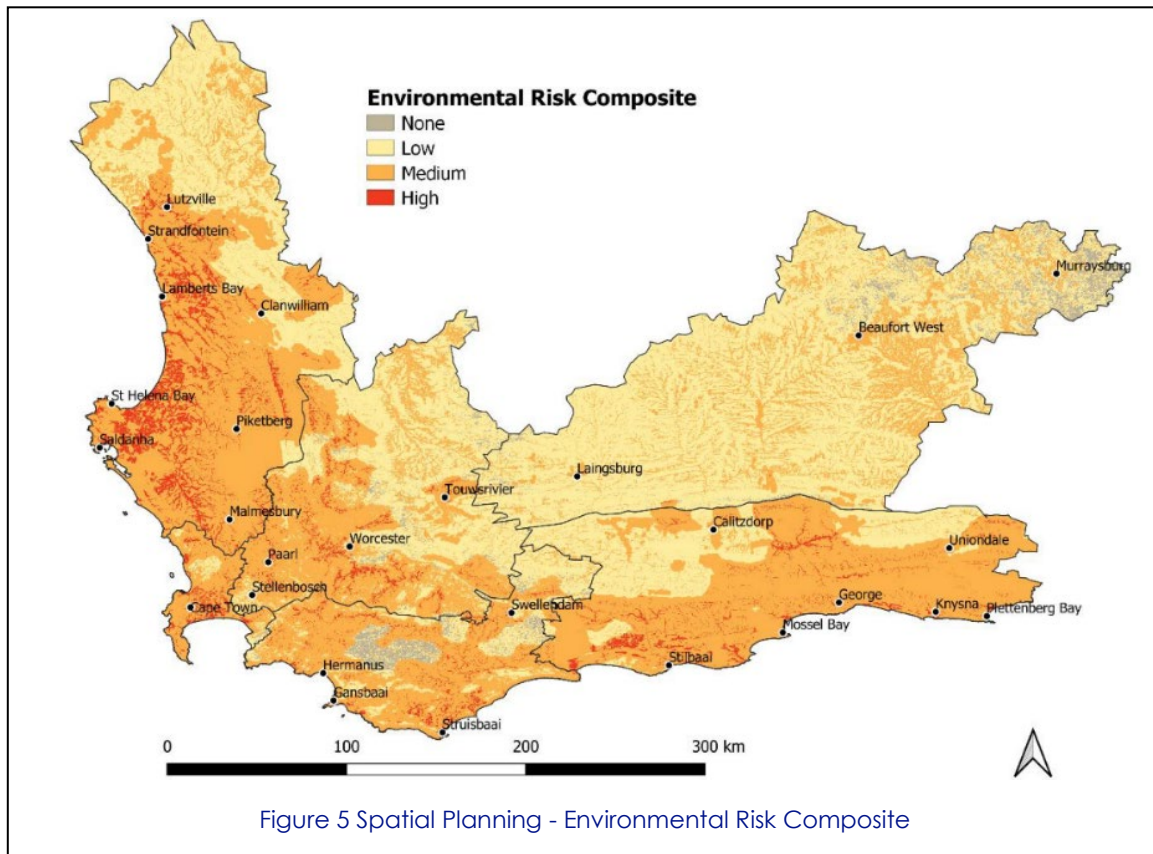 Environmental Risk Composite
None
Low
Medium
High
Lutzville
Strandfontein
Murraysburg
Lamberts Bay
Clanwilliam
Beaufort West
St Helena Bay
Piketberg
Saldanha
Laingsburg
Touwsrivier
Malmesbury
Calitzdorp
Worcester
Uniondale
Paarl
Stellenbosch
George
Cape Town
Swellendam
Knysna
Plettenberg Bay
Mossel Bay
Stilbaai
Hermanus
Gansbaai
Struisbaai
0 100 200 300 km
Figure 5 Spatial Planning - Environmental Risk Composite